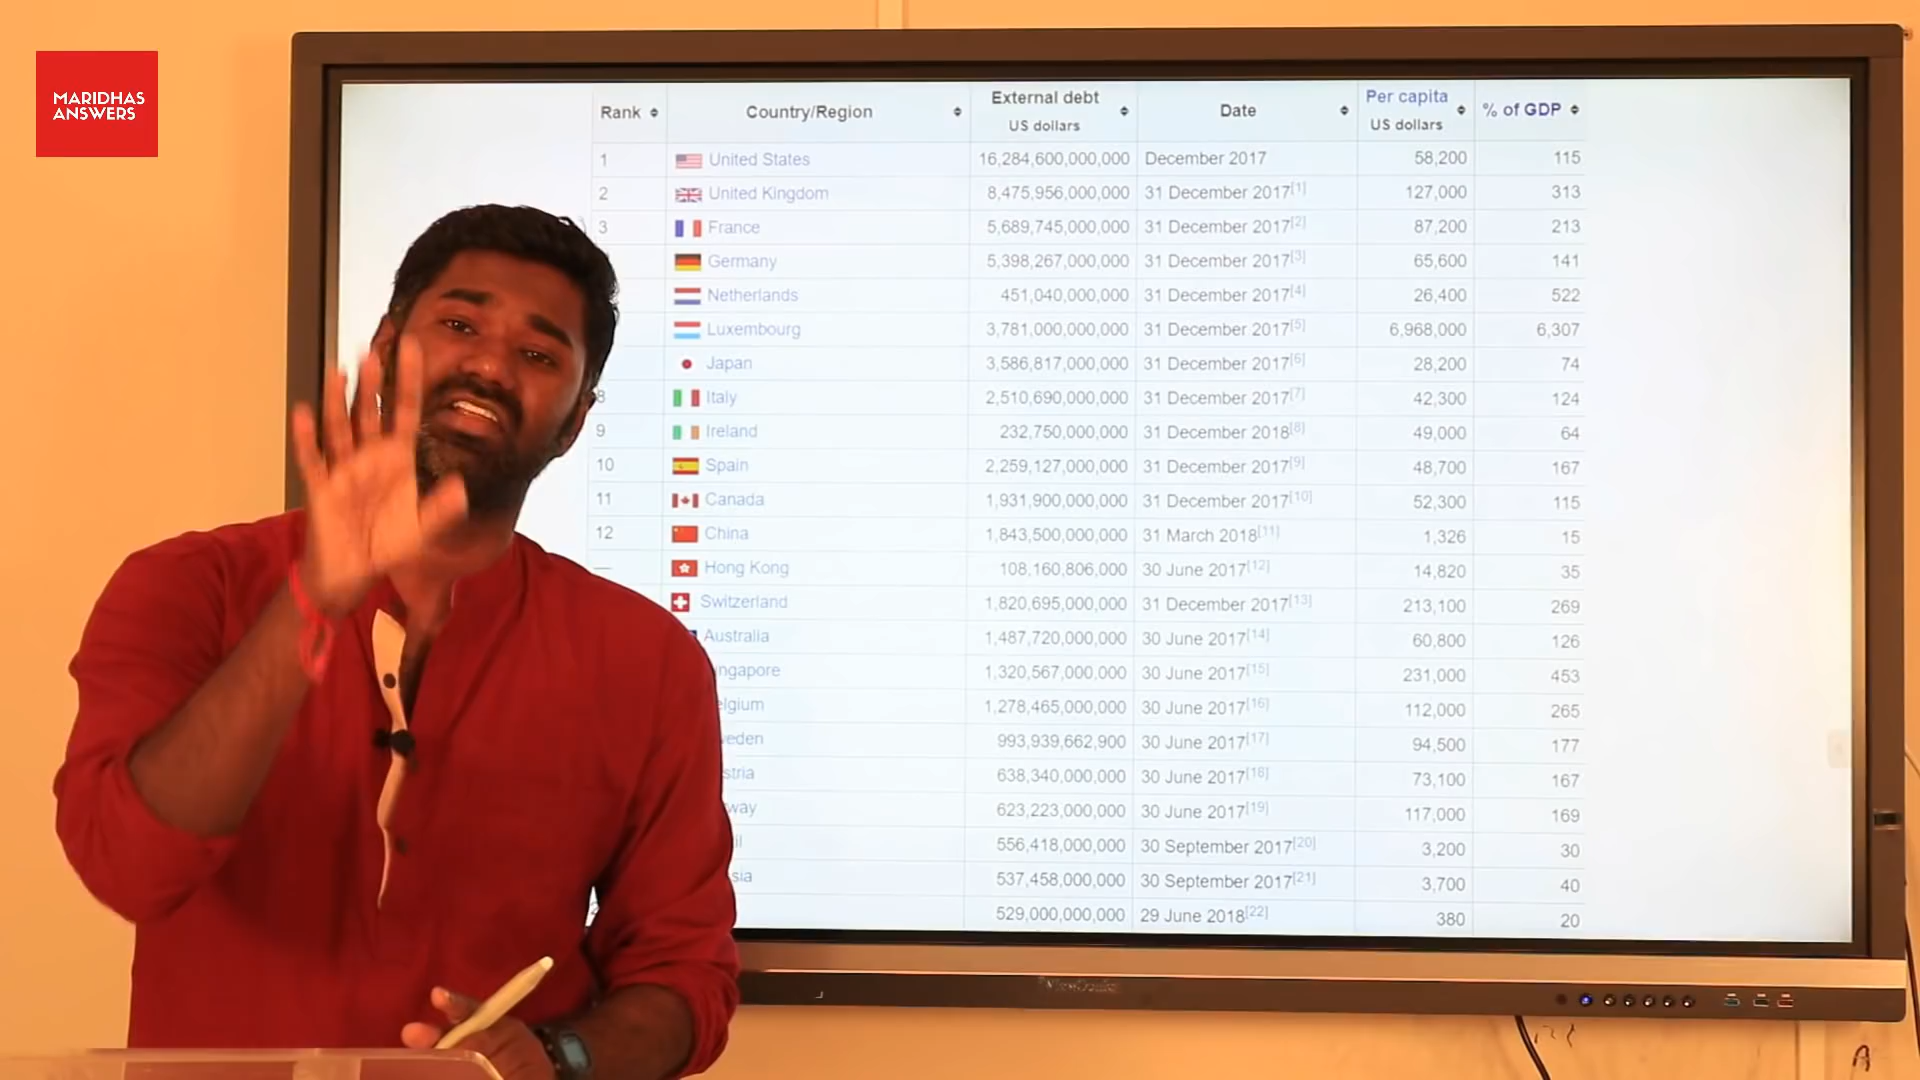 MARIDHAS
ANSWERS
Rank Country/Region External debt US dollars Date Per capita US dollars % of GDP
1 United States 16,284,600,000,000 December 2017 58,200 115
2 United Kingdom 8,475,956,000,000 31 December 2017[1] 127,000 313
3 France 5,689,745,000,000 31 December 2017[2] 87,200 213
Germany 5,398,267,000,000 31 December 2017[3] 65,600 141
Netherlands 451,040,000,000 31 December 2017[4] 26,400 522
Luxembourg 3,781,000,000,000 31 December 2017[5] 6,968,000 6,307
Japan 3,586,817,000,000 31 December 2017[6] 28,200 74
8 Italy 2,510,690,000,000 31 December 2017[7] 42,300 124
9 Ireland 232,750,000,000 31 December 2018[8] 49,000 64
10 Spain 2,259,127,000,000 31 December 2017[9] 48,700 167
11 Canada 1,931,900,000,000 31 December 2017[10] 52,300 115
12 China 1,843,500,000,000 31 March 2018[11] 1,326 15
— Hong Kong 108,160,806,000 30 June 2017[12] 14,820 35
Switzerland 1,820,695,000,000 31 December 2017[13] 213,100 269
Australia 1,487,720,000,000 30 June 2017[14] 60,800 126
ngapore 1,320,567,000,000 30 June 2017[15] 231,000 453
elgium 1,278,465,000,000 30 June 2017[16] 112,000 265
veden 993,939,662,900 30 June 2017[17] 94,500 177
stria 638,340,000,000 30 June 2017[18] 73,100 167
way 623,223,000,000 30 June 2017[19] 117,000 169
il 556,418,000,000 30 September 2017[20] 3,200 30
sia 537,458,000,000 30 September 2017[21] 3,700 40
529,000,000,000 29 June 2018[22] 380 20